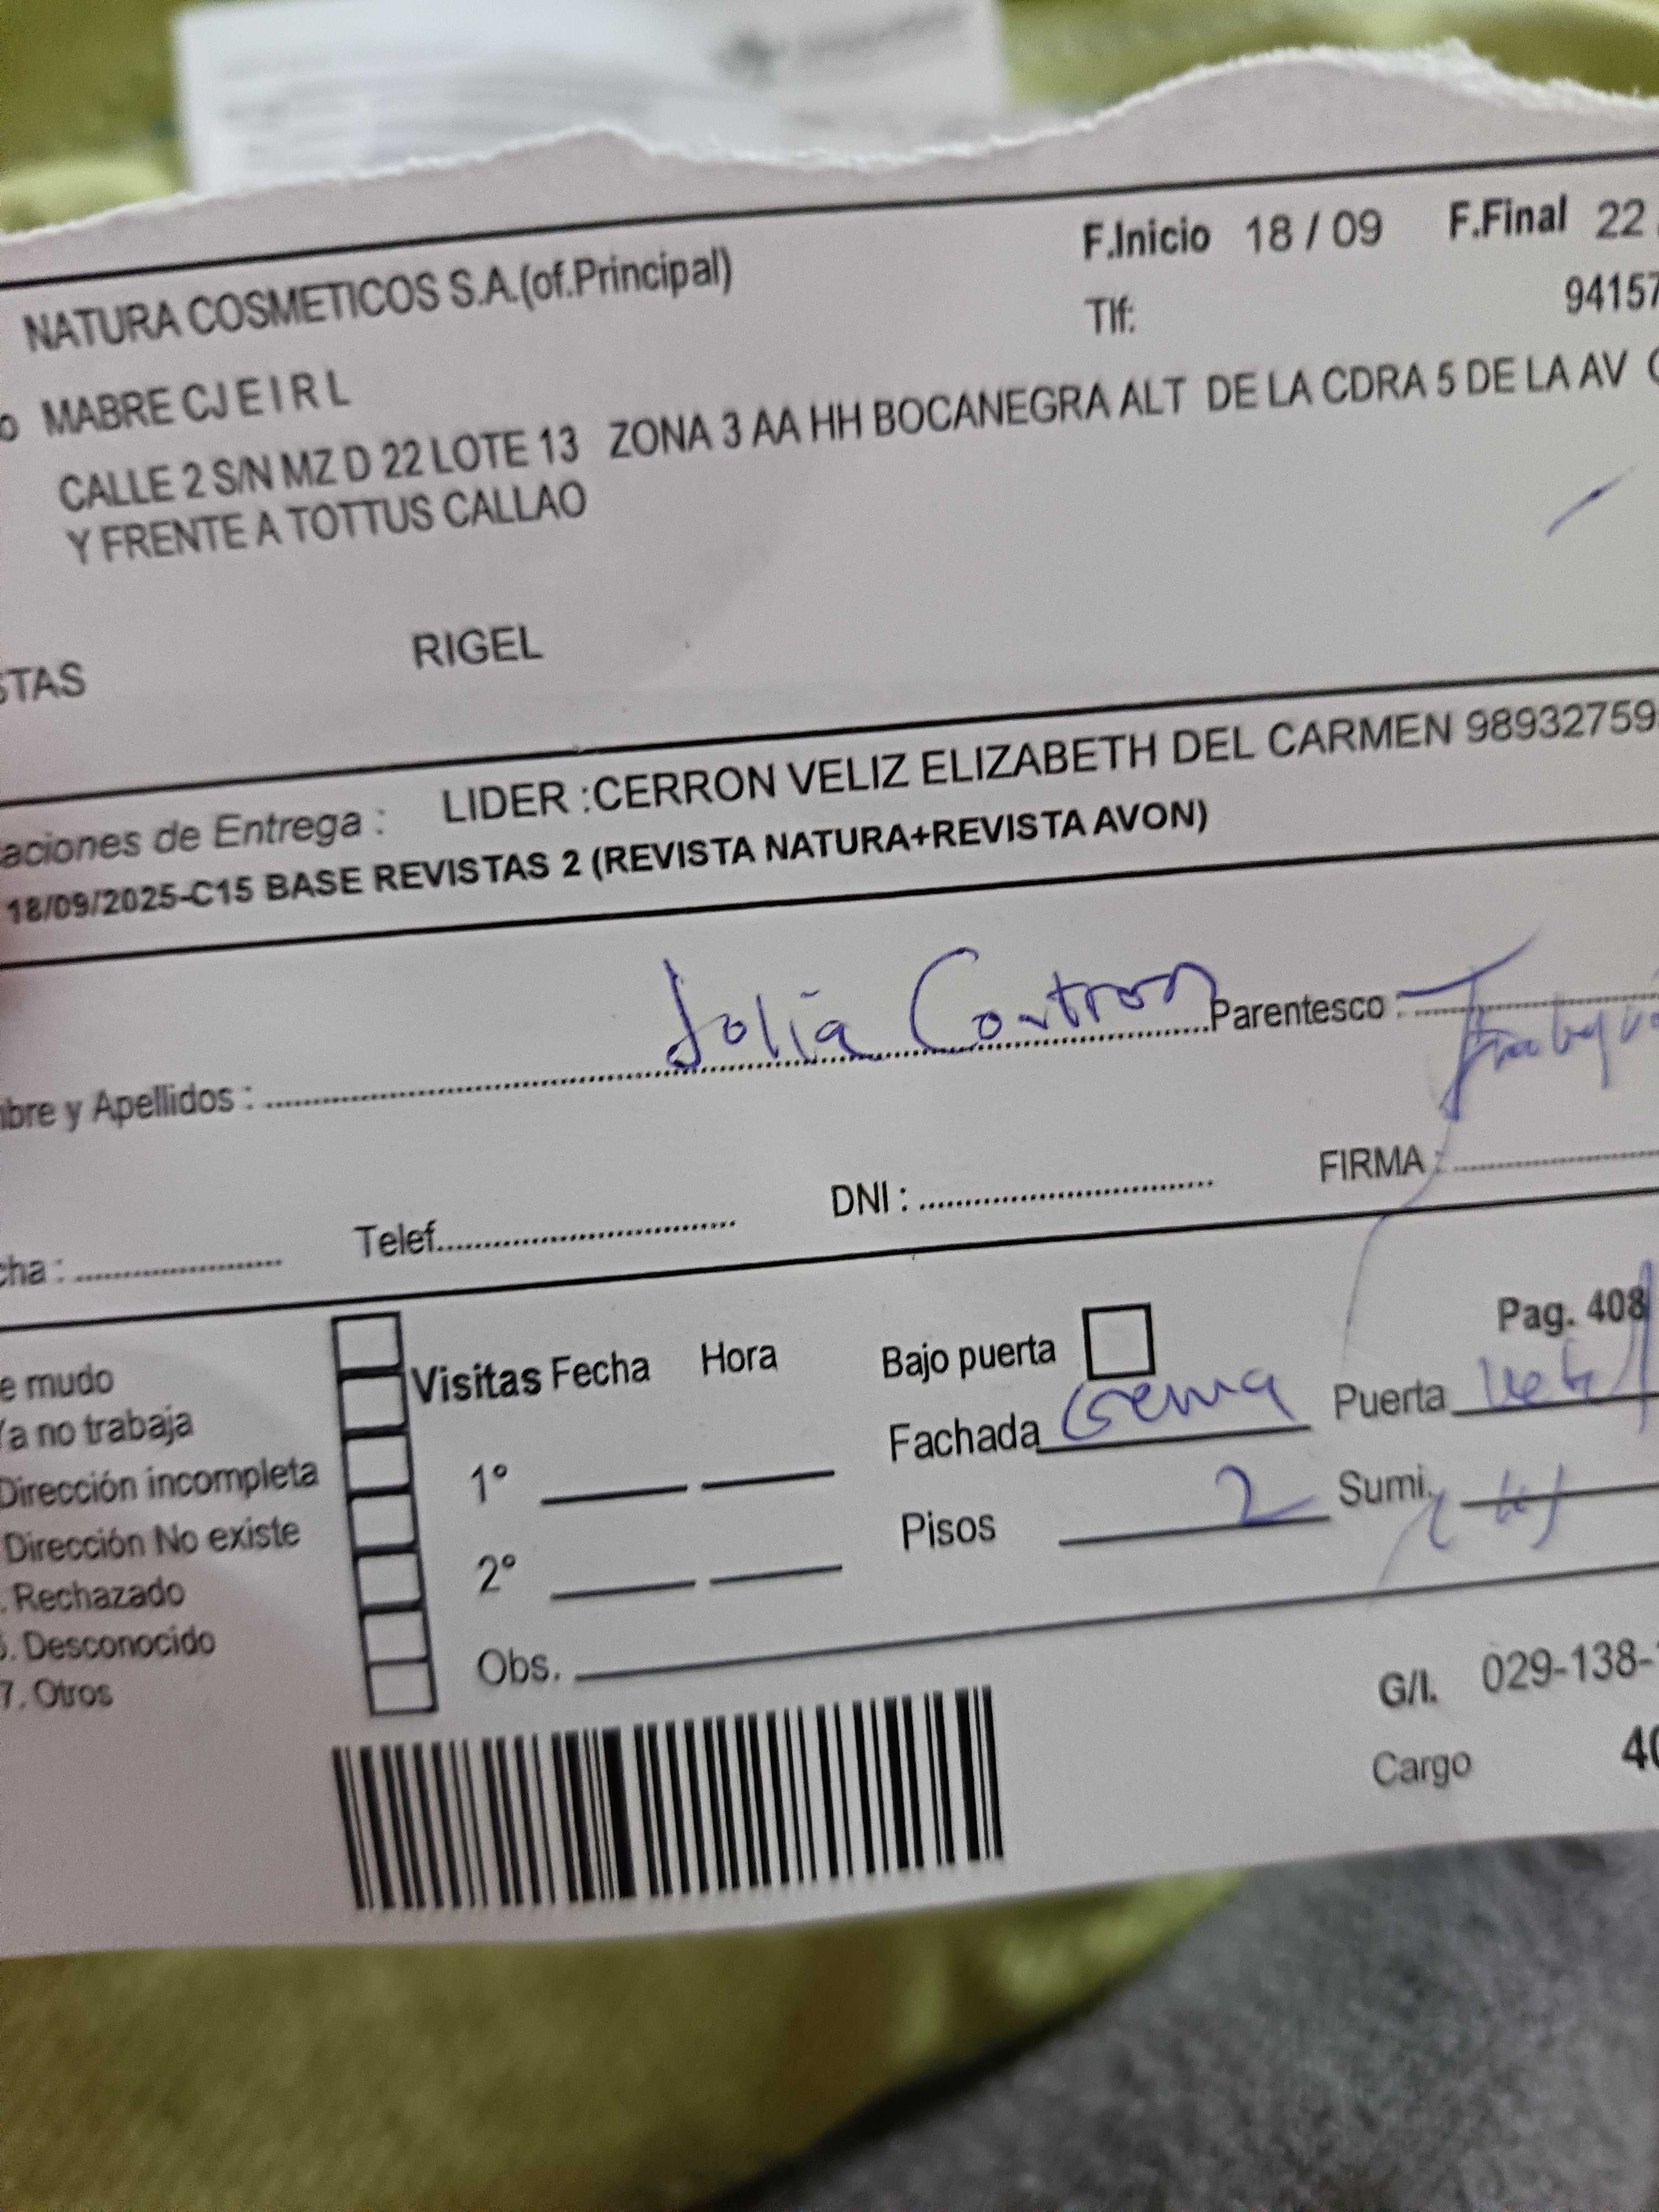 F.Inicio 18 / 09 F.Final 22
NATURA COSMETICOS S.A.(of.Principal)
Tlf: 94157
o MABRE CJ E I R L
CALLE 2 S/N MZ D 22 LOTE 13 ZONA 3 AA HH BOCANEGRA ALT DE LA CDRA 5 DE LA AV
Y FRENTE A TOTTUS CALLAO
STAS RIGEL
aciones de Entrega : LIDER :CERRON VELIZ ELIZABETH DEL CARMEN 98932759
18/09/2025-C15 BASE REVISTAS 2 (REVISTA NATURA+REVISTA AVON)
bre y Apellidos : Parentesco :
cha : Telef. DNI : FIRMA :
Pag. 408
e mudo Visitas Fecha Hora Bajo puerta
Ya no trabaja Fachada Puerta
Dirección incompleta 1°
Dirección No existe Pisos 2 Sumi.
. Rechazado 2°
6. Desconocido Obs.
7. Otros
G/I. 029-138-
Cargo 40